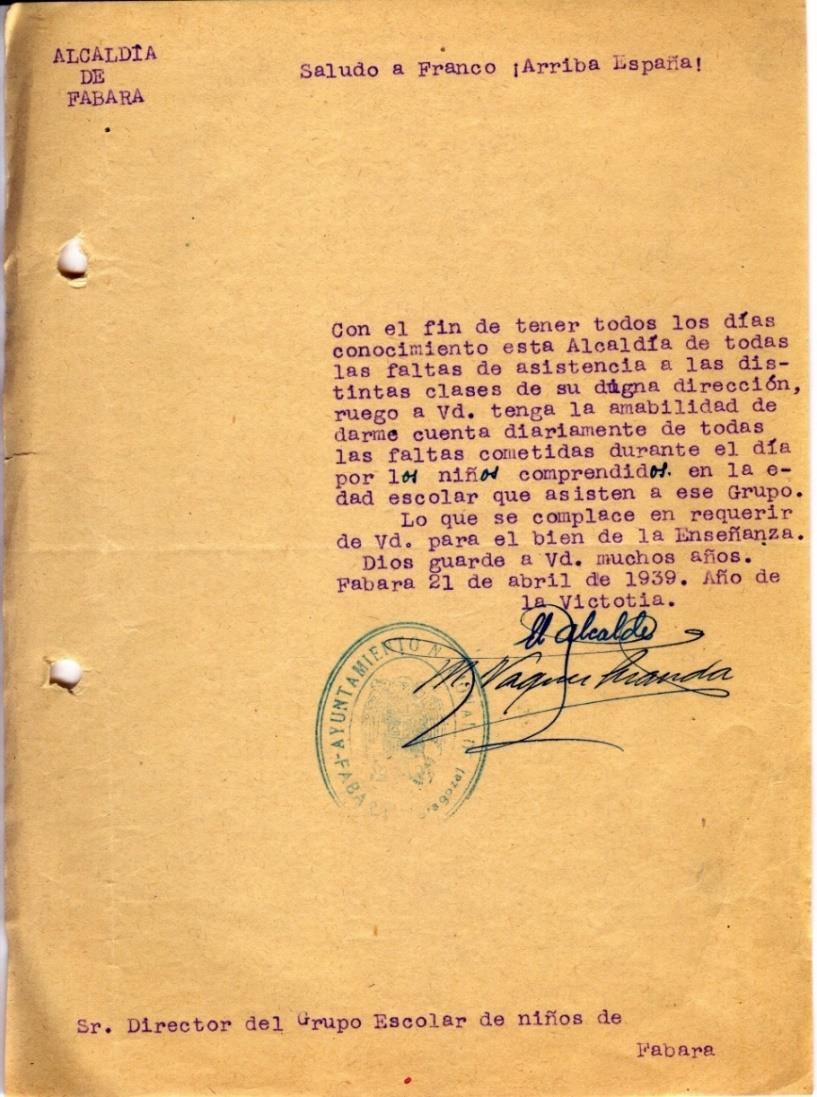 ALCALDÍA
DE
FABARA
Saludo a Franco ¡Arriba España!
Con el fin de tener todos los días
conocimiento esta Alcaldía de todas
las faltas de asistencia a las dis-
tintas clases de su digna dirección,
ruego a Vd. tenga la amabilidad de
darme cuenta diariamente de todas
las faltas cometidas durante el día
por los niños comprendidos. en la e-
dad escolar que asisten a ese Grupo.
Lo que se complace en requerir
de Vd. para el bien de la Enseñanza.
Dios guarde a Vd. muchos años.
Fabara 21 de abril de 1939. Año de
la Victotia.
El Alcalde
M.
AYUNTAMIENTO
Sr. Director del Grupo Escolar de niños de
Fabara